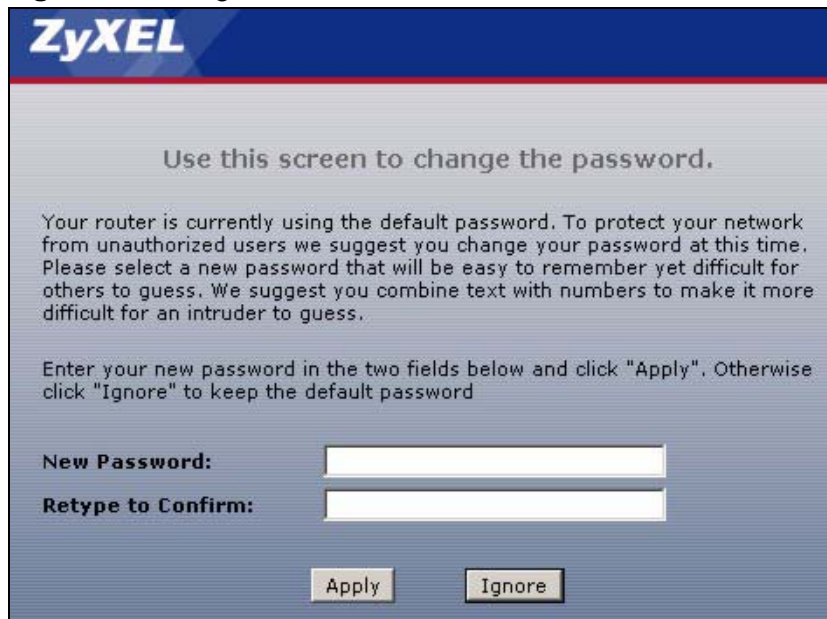 ZyXEL
Use this screen to change the password.
Your router is currently using the default password. To protect your network
from unauthorized users we suggest you change your password at this time.
Please select a new password that will be easy to remember yet difficult for
others to guess. We suggest you combine text with numbers to make it more
difficult for an intruder to guess.
Enter your new password in the two fields below and click "Apply". Otherwise
click "Ignore" to keep the default password
New Password:
Retype to Confirm:
Apply Ignore